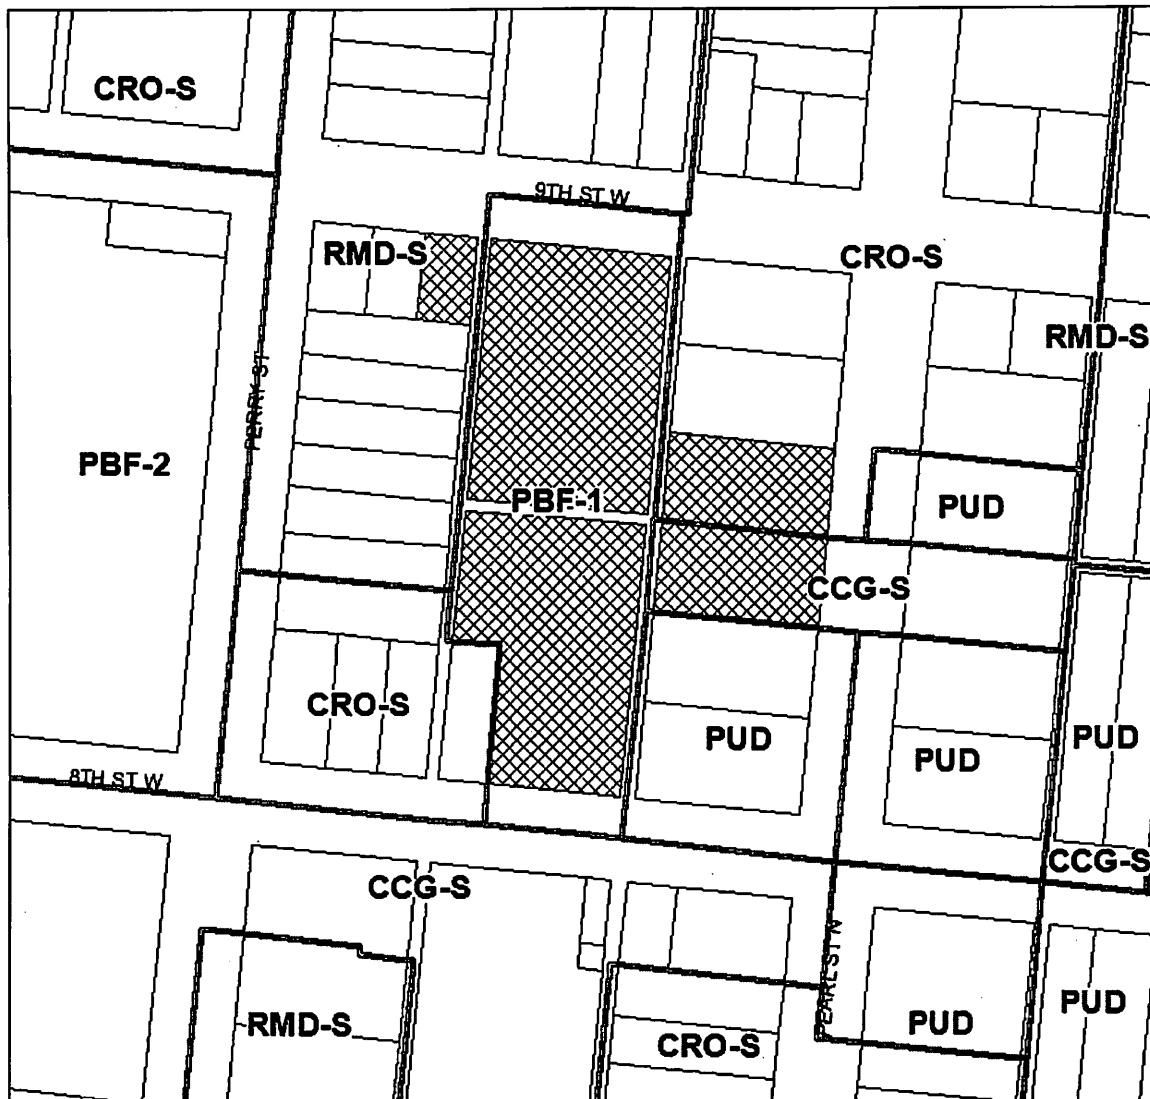 CRO-S
9TH ST W
RMD-S
CRO-S
RMD-S
PERRY ST
PBF-2
PBF-1
PUD
CCG-S
CRO-S
PUD
PUD
PUD
8TH ST W
CCG-S
CCG-S
PEARL ST N
RMD-S
CRO-S
PUD
PUD